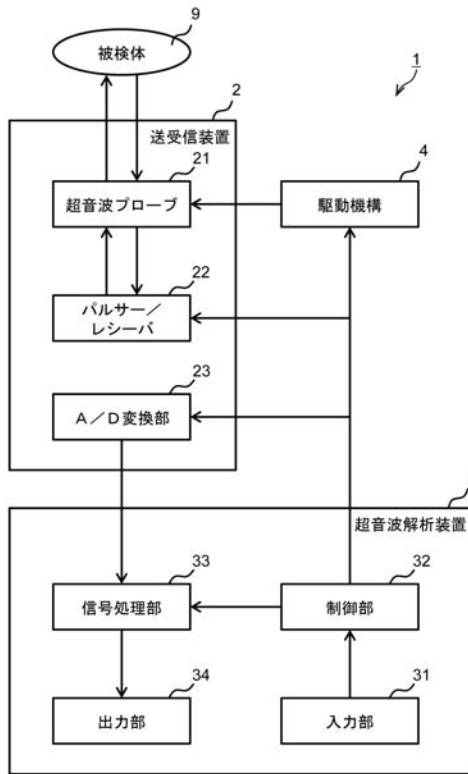 9
被検体
1
2
送受信装置
21
超音波プローブ
4
駆動機構
22
パルサー／
レシーバ
23
A／D変換部
超音波解析装置
33
信号処理部
32
制御部
34
出力部
31
入力部